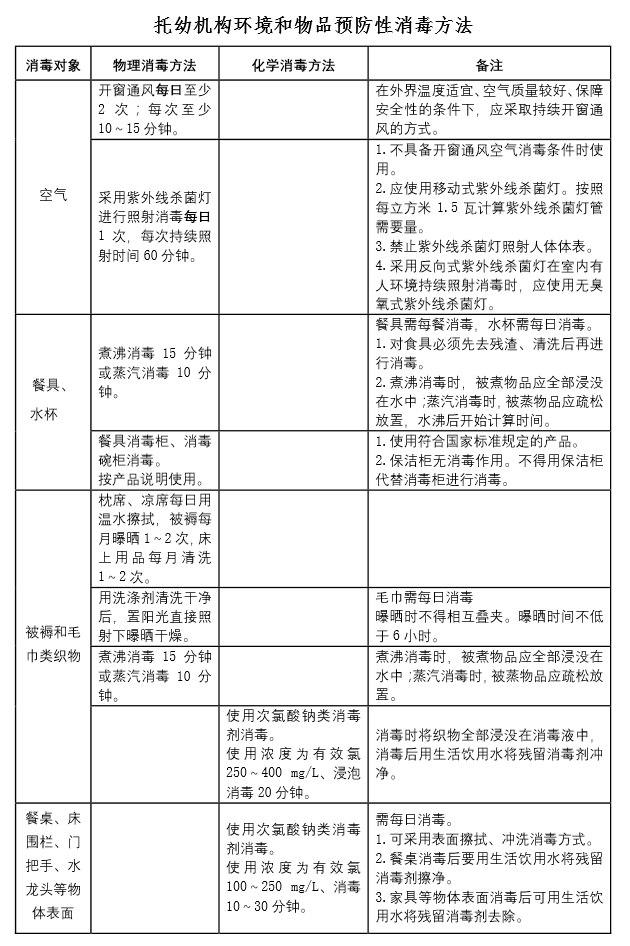 托幼机构环境和物品预防性消毒方法
消毒对象
物理消毒方法
化学消毒方法
备注
空气
开窗通风每日至少
2 次；每次至少
10～15分钟。
在外界温度适宜、空气质量较好、保障
安全性的条件下，应采取持续开窗通
风的方式。
采用紫外线杀菌灯
进行照射消毒每日
1 次，每次持续照
射时间60分钟。
1.不具备开窗通风空气消毒条件时使
用。
2.应使用移动式紫外线杀菌灯。按照
每立方米 1.5 瓦计算紫外线杀菌灯管
需要量。
3.禁止紫外线杀菌灯照射人体体表。
4.采用反向式紫外线杀菌灯在室内有
人环境持续照射消毒时，应使用无臭
氧式紫外线杀菌灯。
餐具、
水杯
煮沸消毒 15 分钟
或蒸汽消毒 10 分
钟。
餐具需每餐消毒，水杯需每日消毒。
1.对食具必须先去残渣、清洗后再进
行消毒。
2.煮沸消毒时，被煮物品应全部浸没
在水中；蒸汽消毒时，被蒸物品应疏松
放置，水沸后开始计算时间。
餐具消毒柜、消毒
碗柜消毒。
按产品说明使用。
1.使用符合国家标准规定的产品。
2.保洁柜无消毒作用。不得用保洁柜
代替消毒柜进行消毒。
被褥和毛
巾类织物
枕席、凉席每日用
温水擦拭，被褥每
月曝晒1～2次，床
上用品每月清洗
1～2次。
用洗涤剂清洗干净
后，置阳光直接照
射下曝晒干燥。
毛巾需每日消毒
曝晒时不得相互叠夹。曝晒时间不低
于6小时。
煮沸消毒 15 分钟
或蒸汽消毒 10 分
钟。
煮沸消毒时，被煮物品应全部浸没在
水中；蒸汽消毒时，被蒸物品应疏松放
置。
使用次氯酸钠类消毒
剂消毒。
使用浓度为有效氯
250～400 mg/L、浸泡
消毒20分钟。
消毒时将织物全部浸没在消毒液中，
消毒后用生活饮用水将残留消毒剂冲
净。
餐桌、床
围栏、门
把手、水
龙头等物
体表面
使用次氯酸钠类消毒
剂消毒。
使用浓度为有效氯
100～250 mg/L、消毒
10～30分钟。
需每日消毒。
1.可采用表面擦拭、冲洗消毒方式。
2.餐桌消毒后要用生活饮用水将残留
消毒剂擦净。
3.家具等物体表面消毒后可用生活饮
用水将残留消毒剂去除。